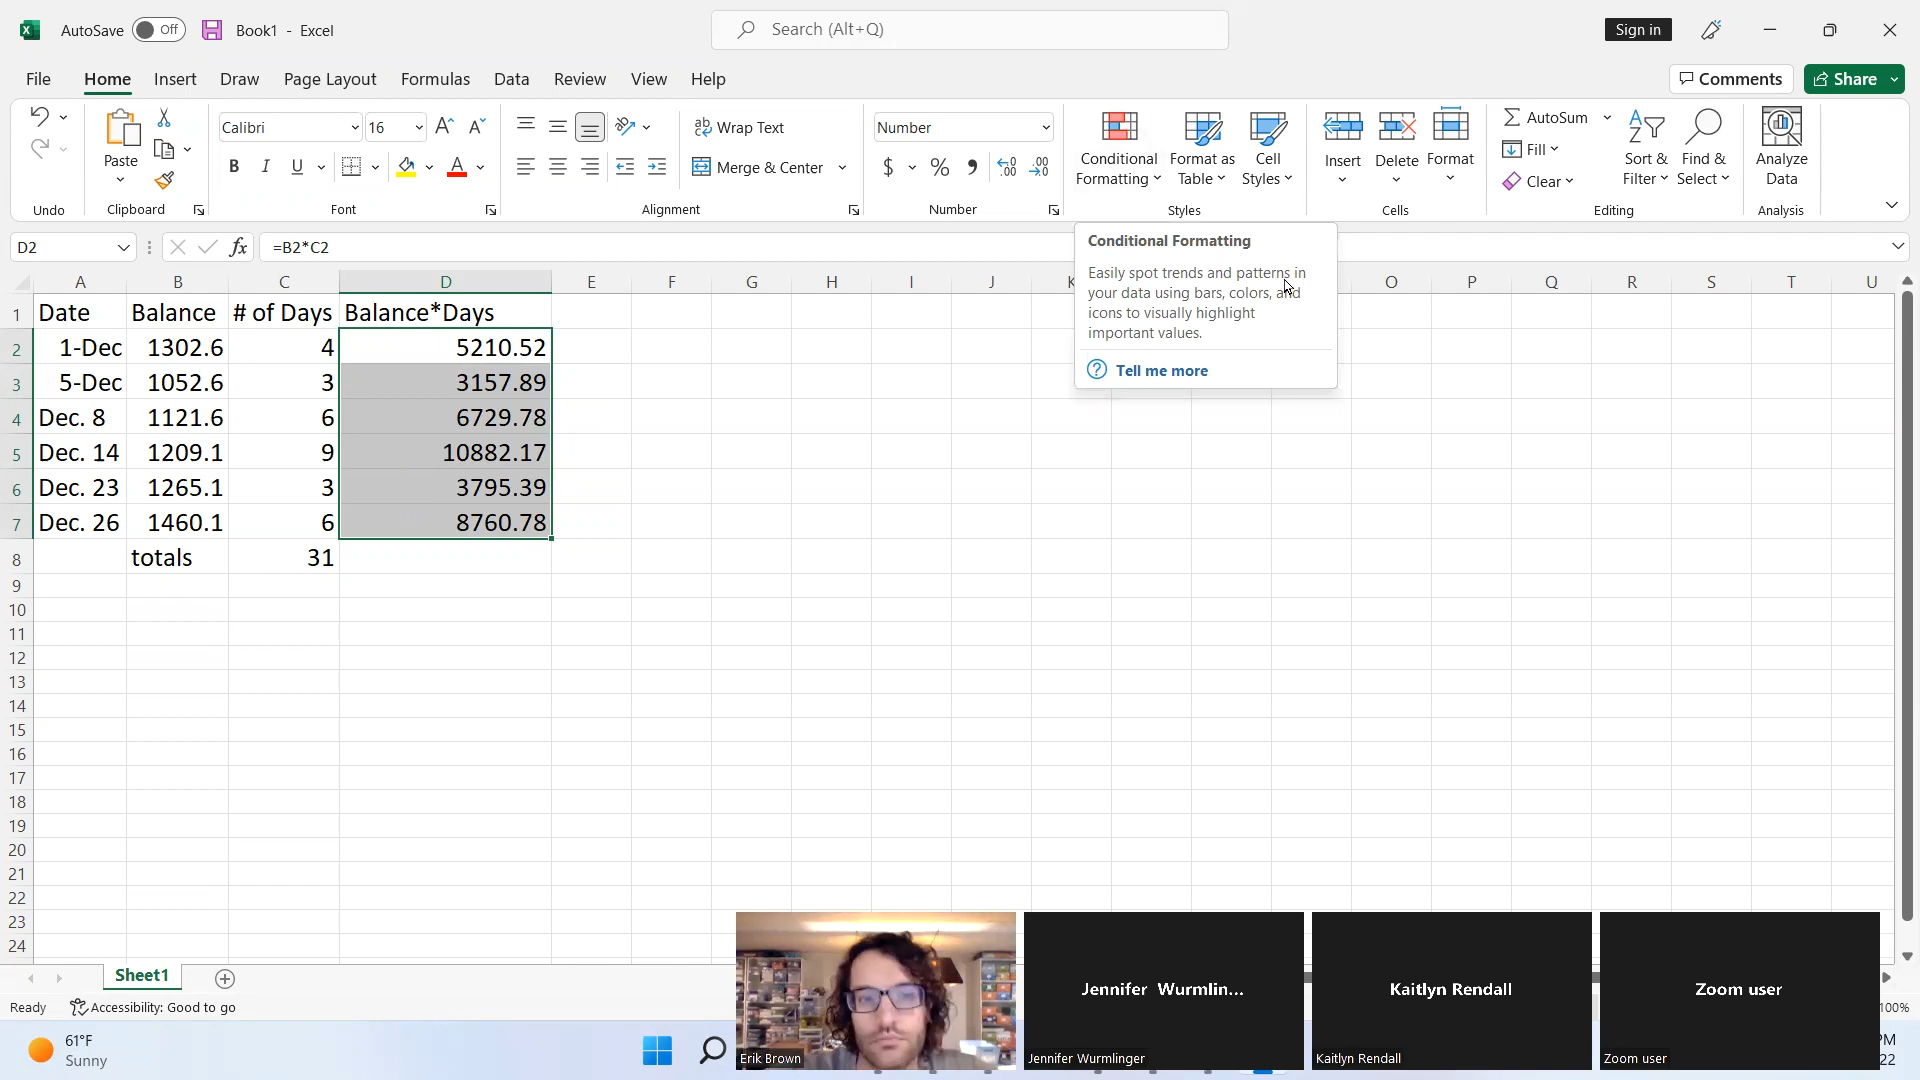 AutoSave Off Book1 - Excel Search (Alt+Q) Sign in
File Home Insert Draw Page Layout Formulas Data Review View Help Comments Share
Calibri 16 Wrap Text Number AutoSum
Paste B I U Merge & Center $ % Conditional Formatting Format as Table Cell Styles Insert Delete Format Fill Sort & Filter Find & Select Analyze Data
Clear
Undo Clipboard Font Alignment Number Styles Cells Editing Analysis
D2 fx =B2*C2
Conditional Formatting
Easily spot trends and patterns in
your data using bars, colors, and
icons to visually highlight
important values.
Tell me more
A B C D E F G H I J K O P Q R S T U
1 Date Balance # of Days Balance*Days
2 1-Dec 1302.6 4 5210.52
3 5-Dec 1052.6 3 3157.89
4 Dec. 8 1121.6 6 6729.78
5 Dec. 14 1209.1 9 10882.17
6 Dec. 23 1265.1 3 3795.39
7 Dec. 26 1460.1 6 8760.78
8 totals 31
9
10
11
12
13
14
15
16
17
18
19
20
21
22
23
24
Sheet1
Ready Accessibility: Good to go 100%
61°F
Sunny
Erik Brown
Jennifer Wurmlin...
Jennifer Wurmlinger
Kaitlyn Rendall
Kaitlyn Rendall
Zoom user
Zoom user
PM
22